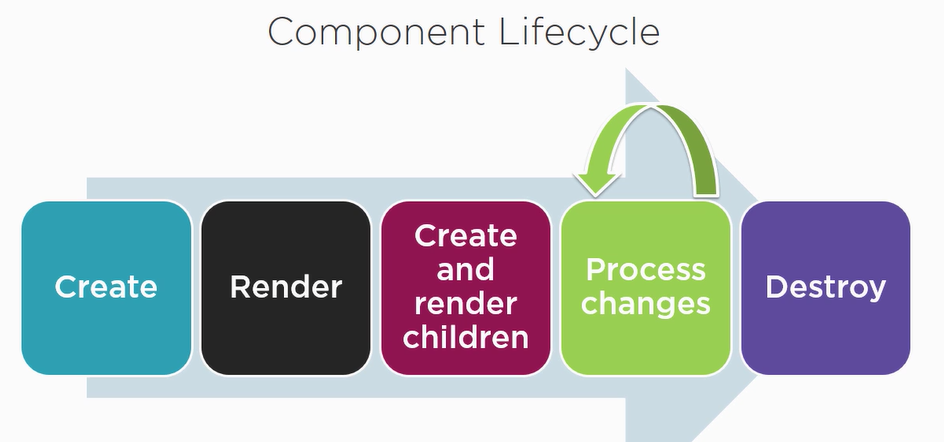 Component Lifecycle
Create
Render
Create
and
render
children
Process
changes
Destroy